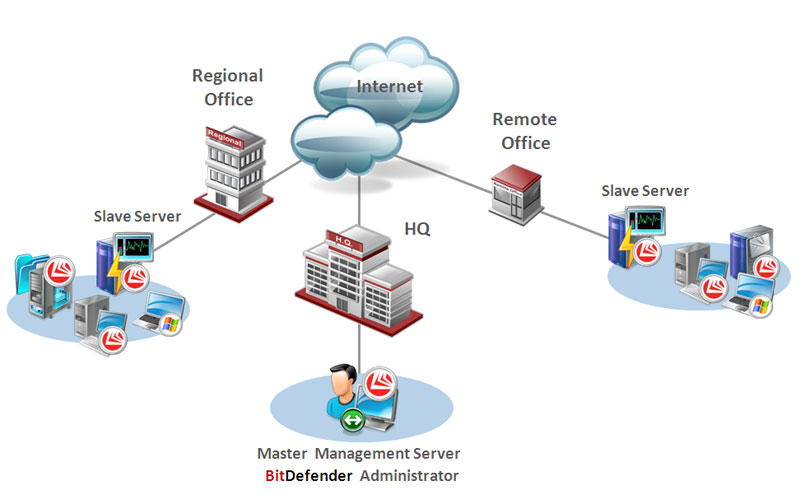 Regional
Office
Internet
Remote
Office
Regional
Slave Server
Slave Server
HQ
H.Q.
Master Management Server
BitDefender Administrator